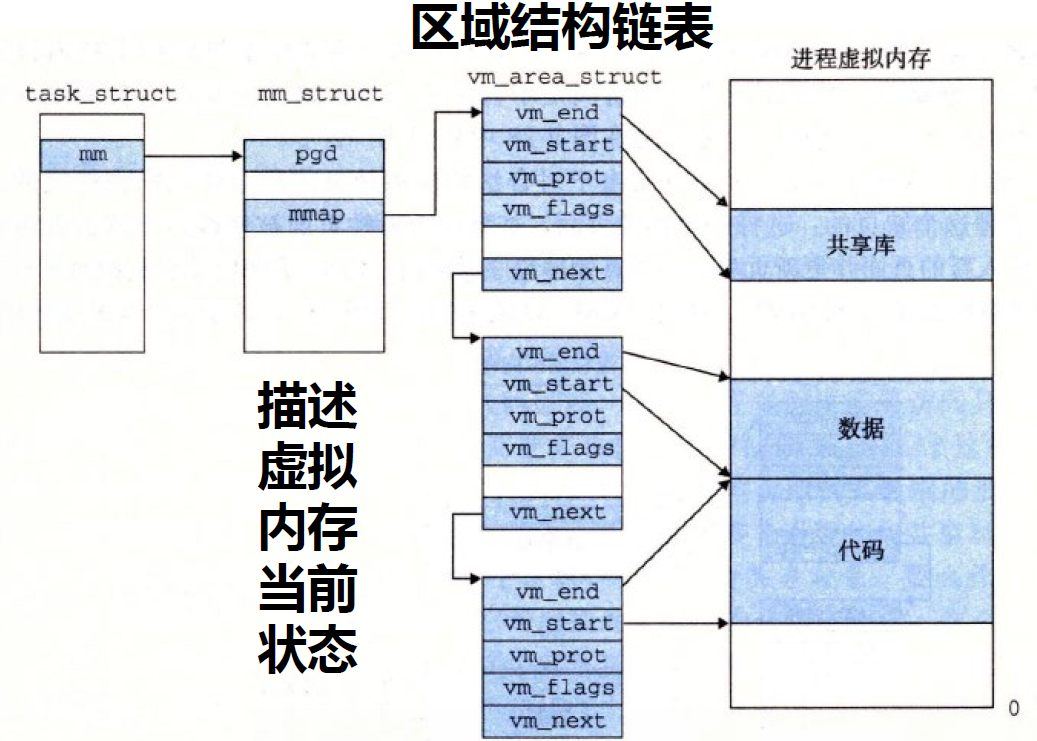 区域结构链表
task_struct
mm
mm_struct
pgd
mmap
描述
虚拟
内存
当前
状态
vm_area_struct
vm_end
vm_start
vm_prot
vm_flags
vm_next
vm_end
vm_start
vm_prot
vm_flags
vm_next
vm_end
vm_start
vm_prot
vm_flags
vm_next
进程虚拟内存
共享库
数据
代码
0